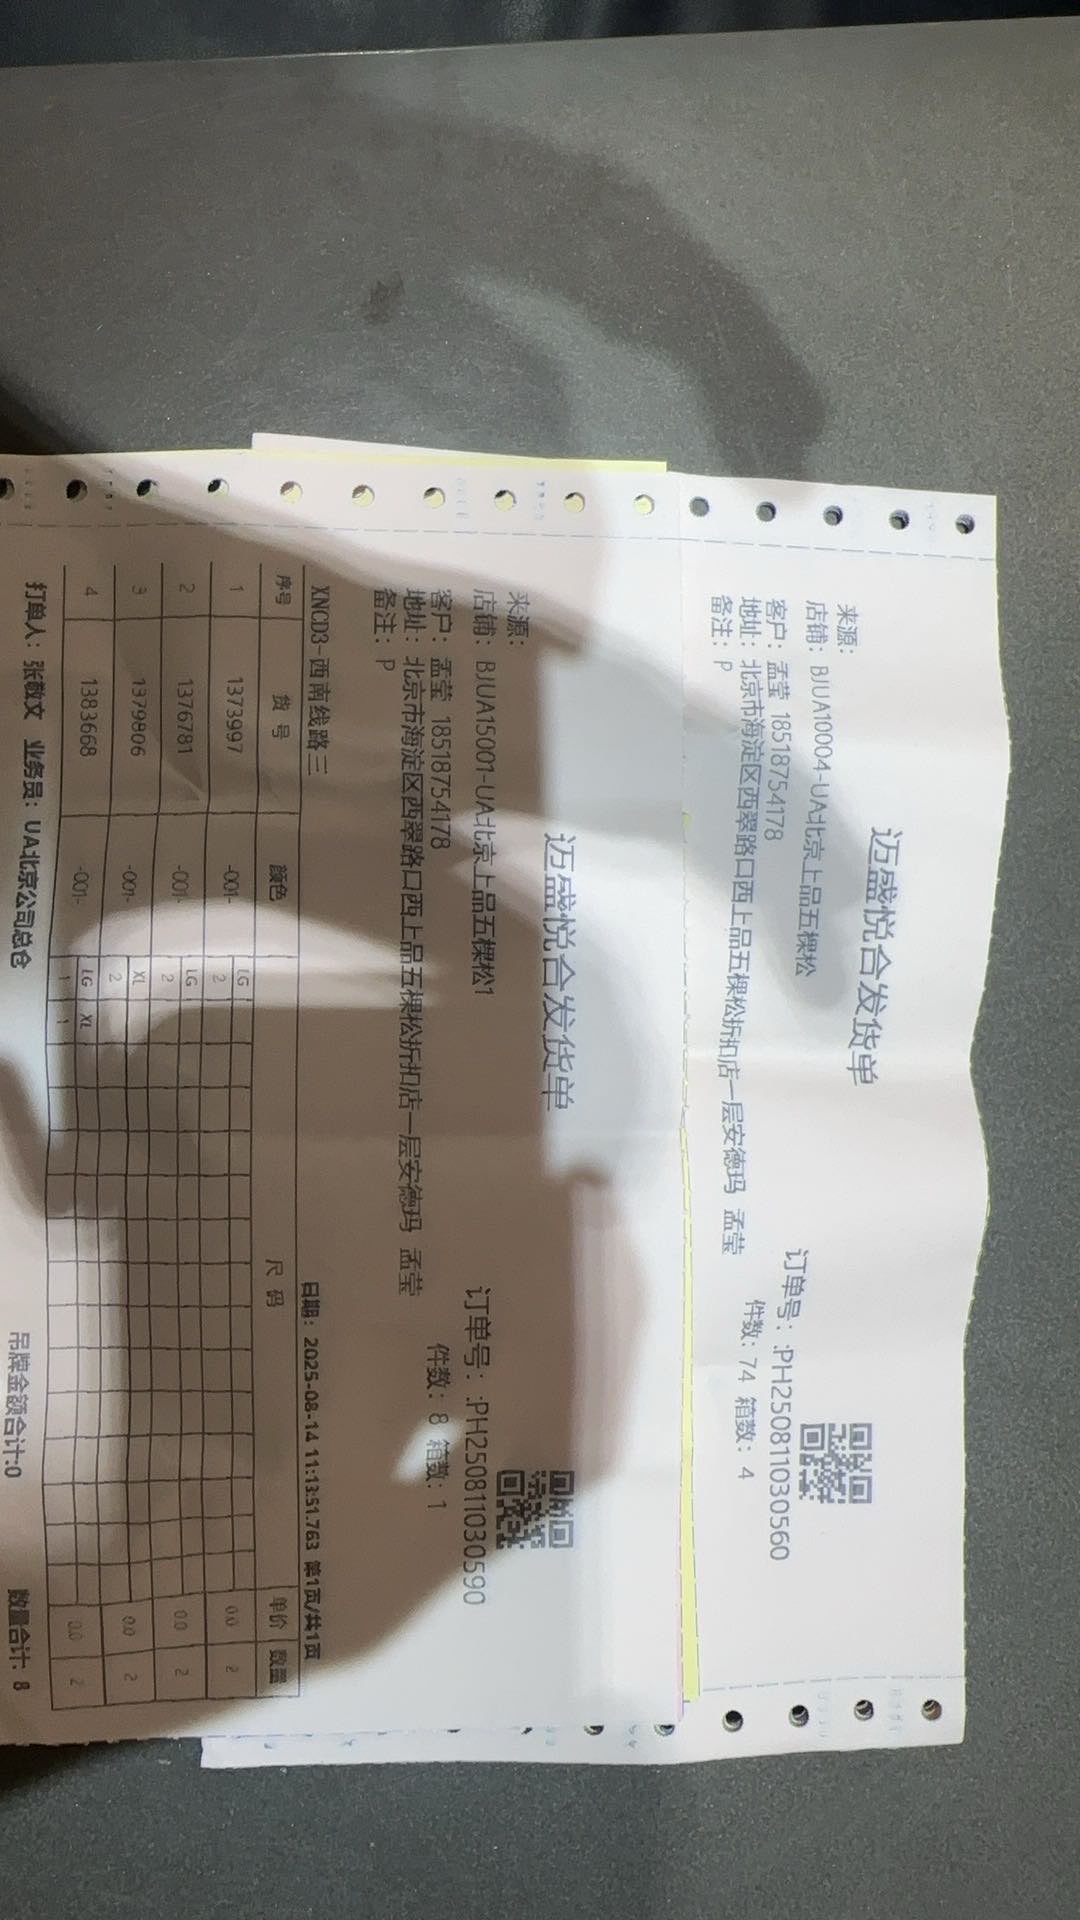 迈盛悦合发货单
来源：
店铺：BJUA10004-UA北京上品五棵松
订单号：:PH250811030560
客户：孟莹 18518754178
件数：74 箱数：4
地址：北京市海淀区西翠路口西上品五棵松折扣店一层安德玛 孟莹
备注：P
迈盛悦合发货单
来源：
店铺：BJUA15001-UA北京上品五棵松1
订单号：:PH250811030590
客户：孟莹 18518754178
件数：8 箱数：1
地址：北京市海淀区西翠路口西上品五棵松折扣店一层安德玛 孟莹
备注：P
XNCD3-西南线路三 日期：2025-08-14 11:13:51.763 第1页/共1页
序号 货号 颜色 尺码 单价 数量
LG
1 1373997 -001- 2 0.0 2
LG
2 1376781 -001- 2 0.0 2
XL
3 1379806 -001- 2 0.0 2
LG XL
4 1383668 -001- 1 1 0.0 2
打单人：张敬文 业务员：UA北京公司总仓 吊牌金额合计:0 数量合计: 8